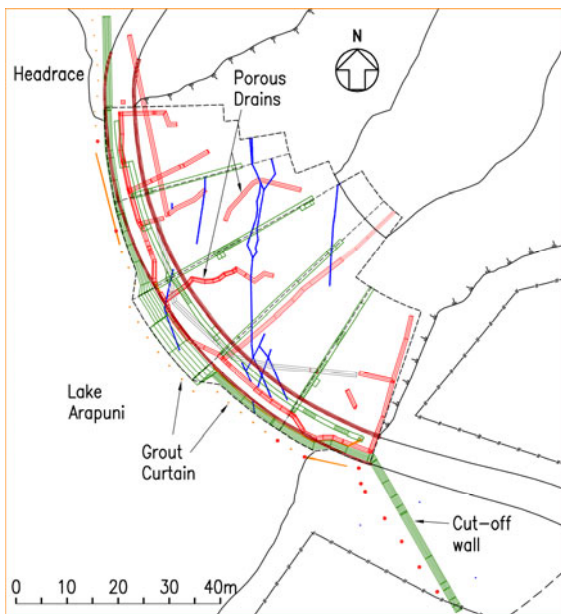 N
Headrace
Porous
Drains
Lake
Arapuni
Grout
Curtain
Cut-off
wall
0 10 20 30 40m